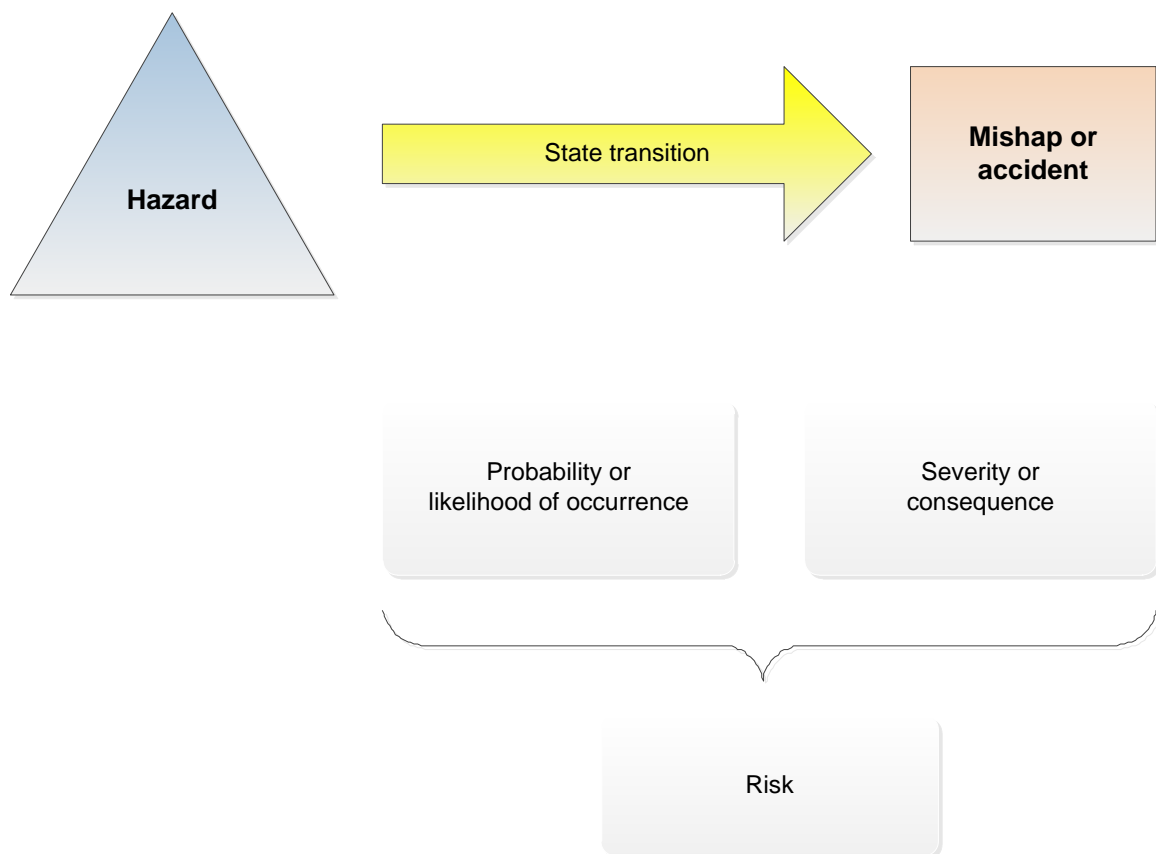 Hazard
State transition
Mishap or
accident
Probability or
likelihood of occurrence
Severity or
consequence
Risk